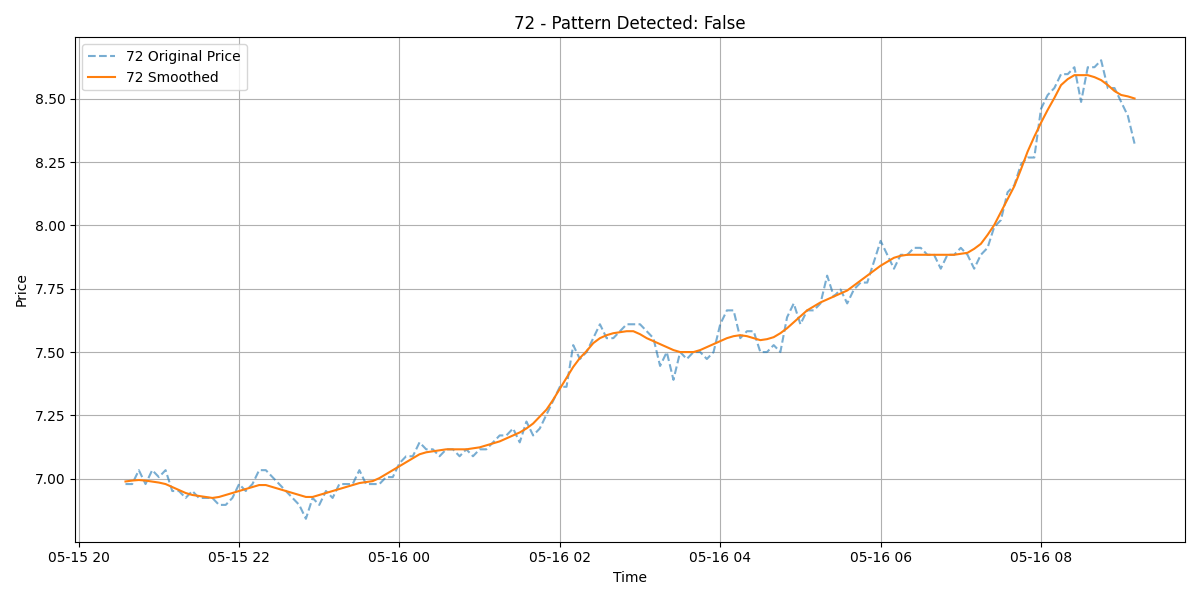 72 - Pattern Detected: False
72 Original Price
72 Smoothed
Price
8.50
8.25
8.00
7.75
7.50
7.25
7.00
05-15 20 05-15 22 05-16 00 05-16 02 05-16 04 05-16 06 05-16 08
Time